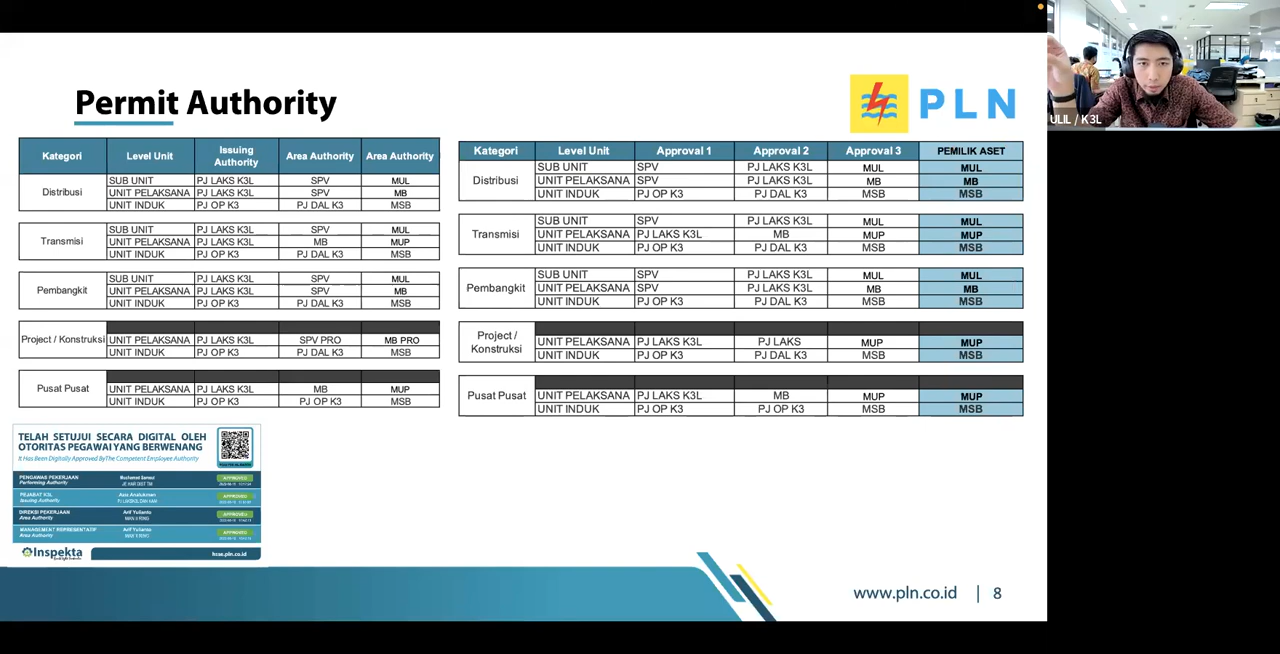 Permit Authority
PLN
ULIL / K3L
Kategori Level Unit Issuing Authority Area Authority Area Authority
Distribusi
SUB UNIT PJ LAKS K3L SPV MUL
UNIT PELAKSANA PJ LAKS K3L SPV MB
UNIT INDUK PJ OP K3 PJ DAL K3 MSB
Transmisi
SUB UNIT PJ LAKS K3L SPV MUL
UNIT PELAKSANA PJ LAKS K3L MB MUP
UNIT INDUK PJ OP K3 PJ DAL K3 MSB
Pembangkit
SUB UNIT PJ LAKS K3L SPV MUL
UNIT PELAKSANA PJ LAKS K3L SPV MB
UNIT INDUK PJ OP K3 PJ DAL K3 MSB
Project / Konstruksi
UNIT PELAKSANA PJ LAKS K3L SPV PRO MB PRO
UNIT INDUK PJ OP K3 PJ DAL K3 MSB
Pusat Pusat
UNIT PELAKSANA PJ LAKS K3L MB MUP
UNIT INDUK PJ OP K3 PJ OP K3 MSB
Kategori Level Unit Approval 1 Approval 2 Approval 3 PEMILIK ASET
Distribusi
SUB UNIT SPV PJ LAKS K3L MUL MUL
UNIT PELAKSANA SPV PJ LAKS K3L MB MB
UNIT INDUK PJ OP K3 PJ DAL K3 MSB MSB
Transmisi
SUB UNIT SPV PJ LAKS K3L MUL MUL
UNIT PELAKSANA PJ LAKS K3L MB MUP MUP
UNIT INDUK PJ OP K3 PJ DAL K3 MSB MSB
Pembangkit
SUB UNIT SPV PJ LAKS K3L MUL MUL
UNIT PELAKSANA SPV PJ LAKS K3L MB MB
UNIT INDUK PJ OP K3 PJ DAL K3 MSB MSB
Project /
Konstruksi
UNIT PELAKSANA PJ LAKS K3L PJ LAKS MUP MUP
UNIT INDUK PJ OP K3 PJ DAL K3 MSB MSB
Pusat Pusat
UNIT PELAKSANA PJ LAKS K3L MB MUP MUP
UNIT INDUK PJ OP K3 PJ OP K3 MSB MSB
TELAH SETUJUI SECARA DIGITAL OLEH
OTORITAS PEGAWAI YANG BERWENANG
It Has Been Digitally Approved By The Competent Employee Authority
PENGAWAS PEKERJAAN APPROVED
Performing Authority
PEJABAT K3L APPROVED
Issuing Authority
DIREKSI PEKERJAAN Arif Yulianto APPROVED
Area Authority
MANAGEMENT REPRESENTATIF Arif Yulianto APPROVED
Area Authority
Inspekta
hsse.pln.co.id
www.pln.co.id | 8